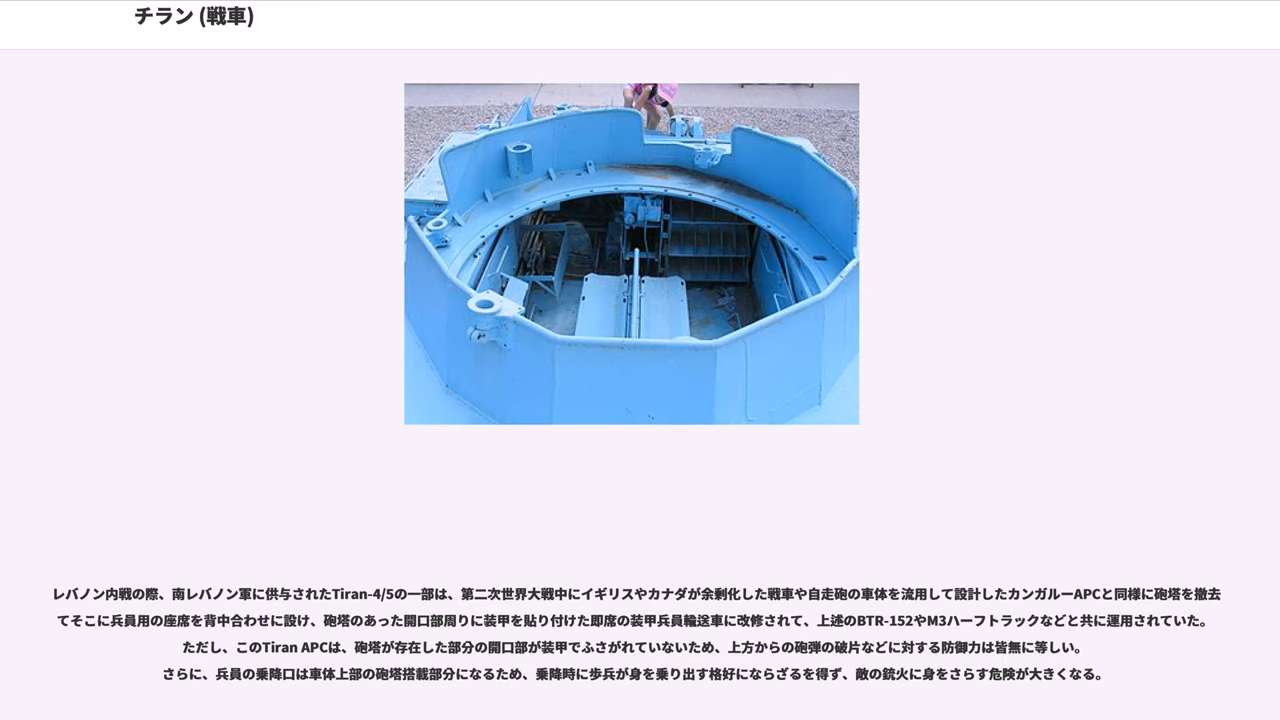 チラン (戦車)
レバノン内戦の際、南レバノン軍に供与されたTiran-4/5の一部は、第二次世界大戦中にイギリスやカナダが余剰化した戦車や自走砲の車体を流用して設計したカンガルーAPCと同様に砲塔を撤去
てそこに兵員用の座席を背中合わせに設け、砲塔のあった開口部周りに装甲を貼り付けた即席の装甲兵員輸送車に改修されて、上述のBTR-152やM3ハーフトラックなどと共に運用されていた。
ただし、このTiran APCは、砲塔が存在した部分の開口部が装甲でふさがれていないため、上方からの砲弾の破片などに対する防御力は皆無に等しい。
さらに、兵員の乗降口は車体上部の砲塔搭載部分になるため、乗降時に歩兵が身を乗り出す格好にならざるを得ず、敵の銃火に身をさらす危険が大きくなる。